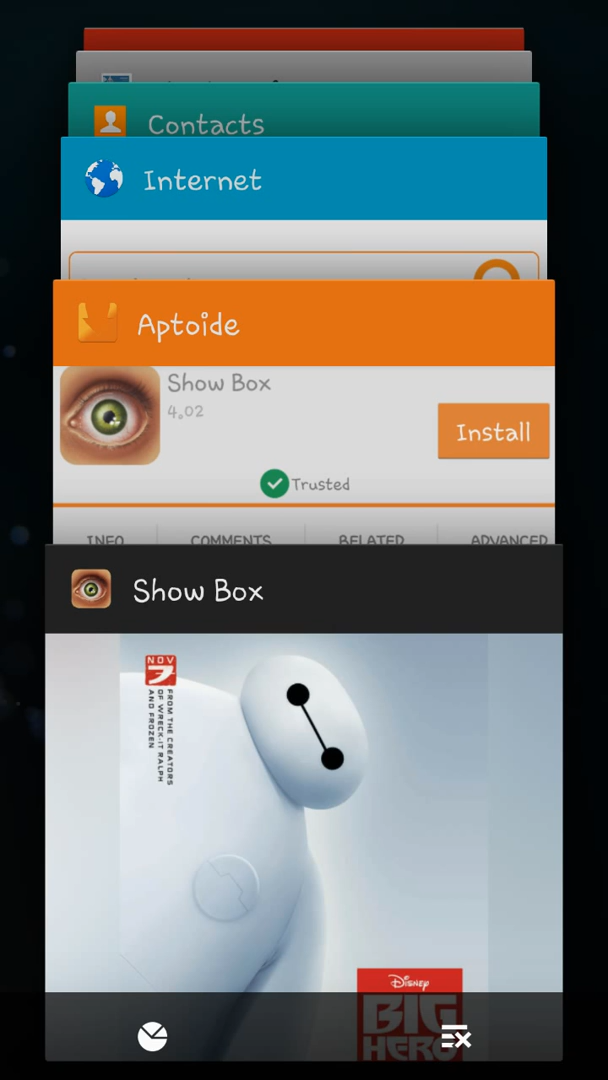 Contacts
Internet
Aptoide
Show Box
4.02
Install
Trusted
INFO
COMMENTS
RELATED
ADVANCED
Show Box
NOV
7
FROM THE CREATORS
OF WRECK-IT RALPH
AND FROZEN
Disney
BIG
HERO